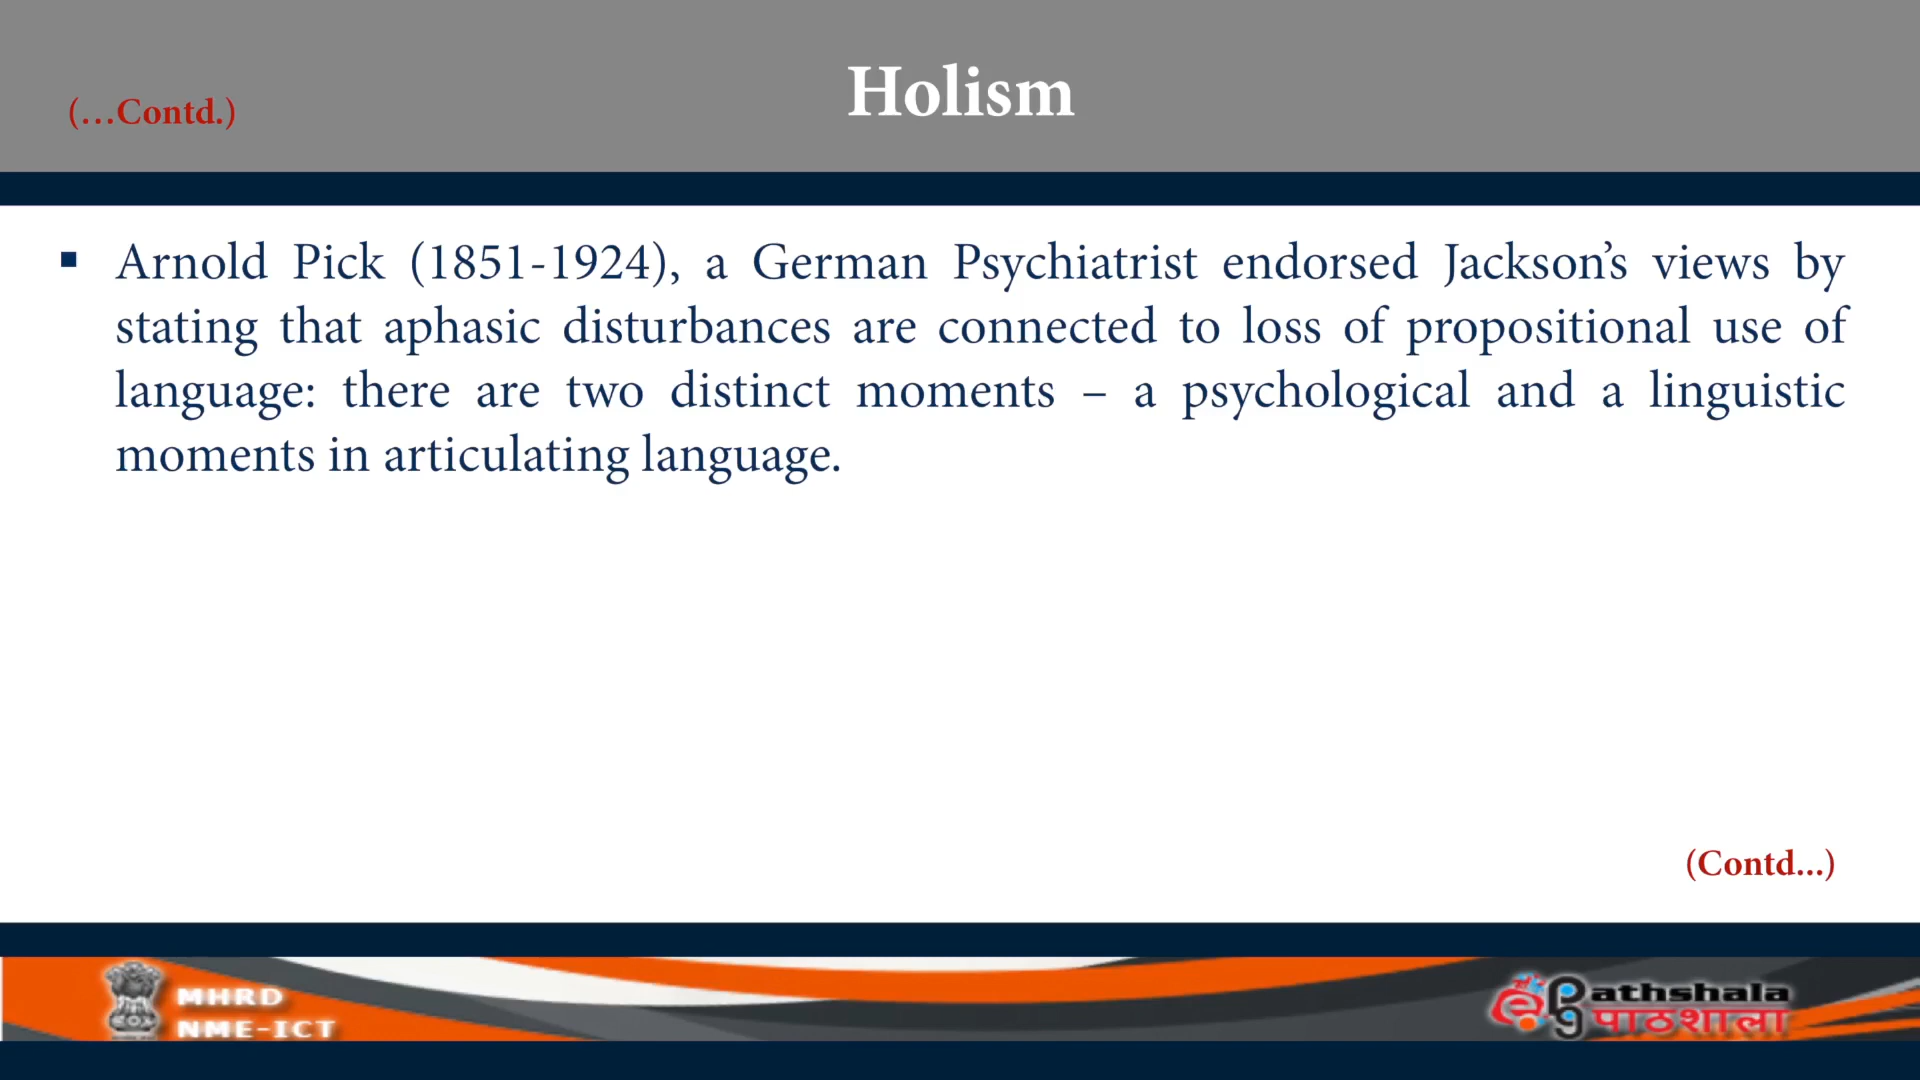 Holism
(…Contd.)
▪ Arnold Pick (1851-1924), a German Psychiatrist endorsed Jackson’s views by
stating that aphasic disturbances are connected to loss of propositional use of
language: there are two distinct moments – a psychological and a linguistic
moments in articulating language.
(Contd...)
MHRD
NME-ICT
ePathshala
पाठशाला